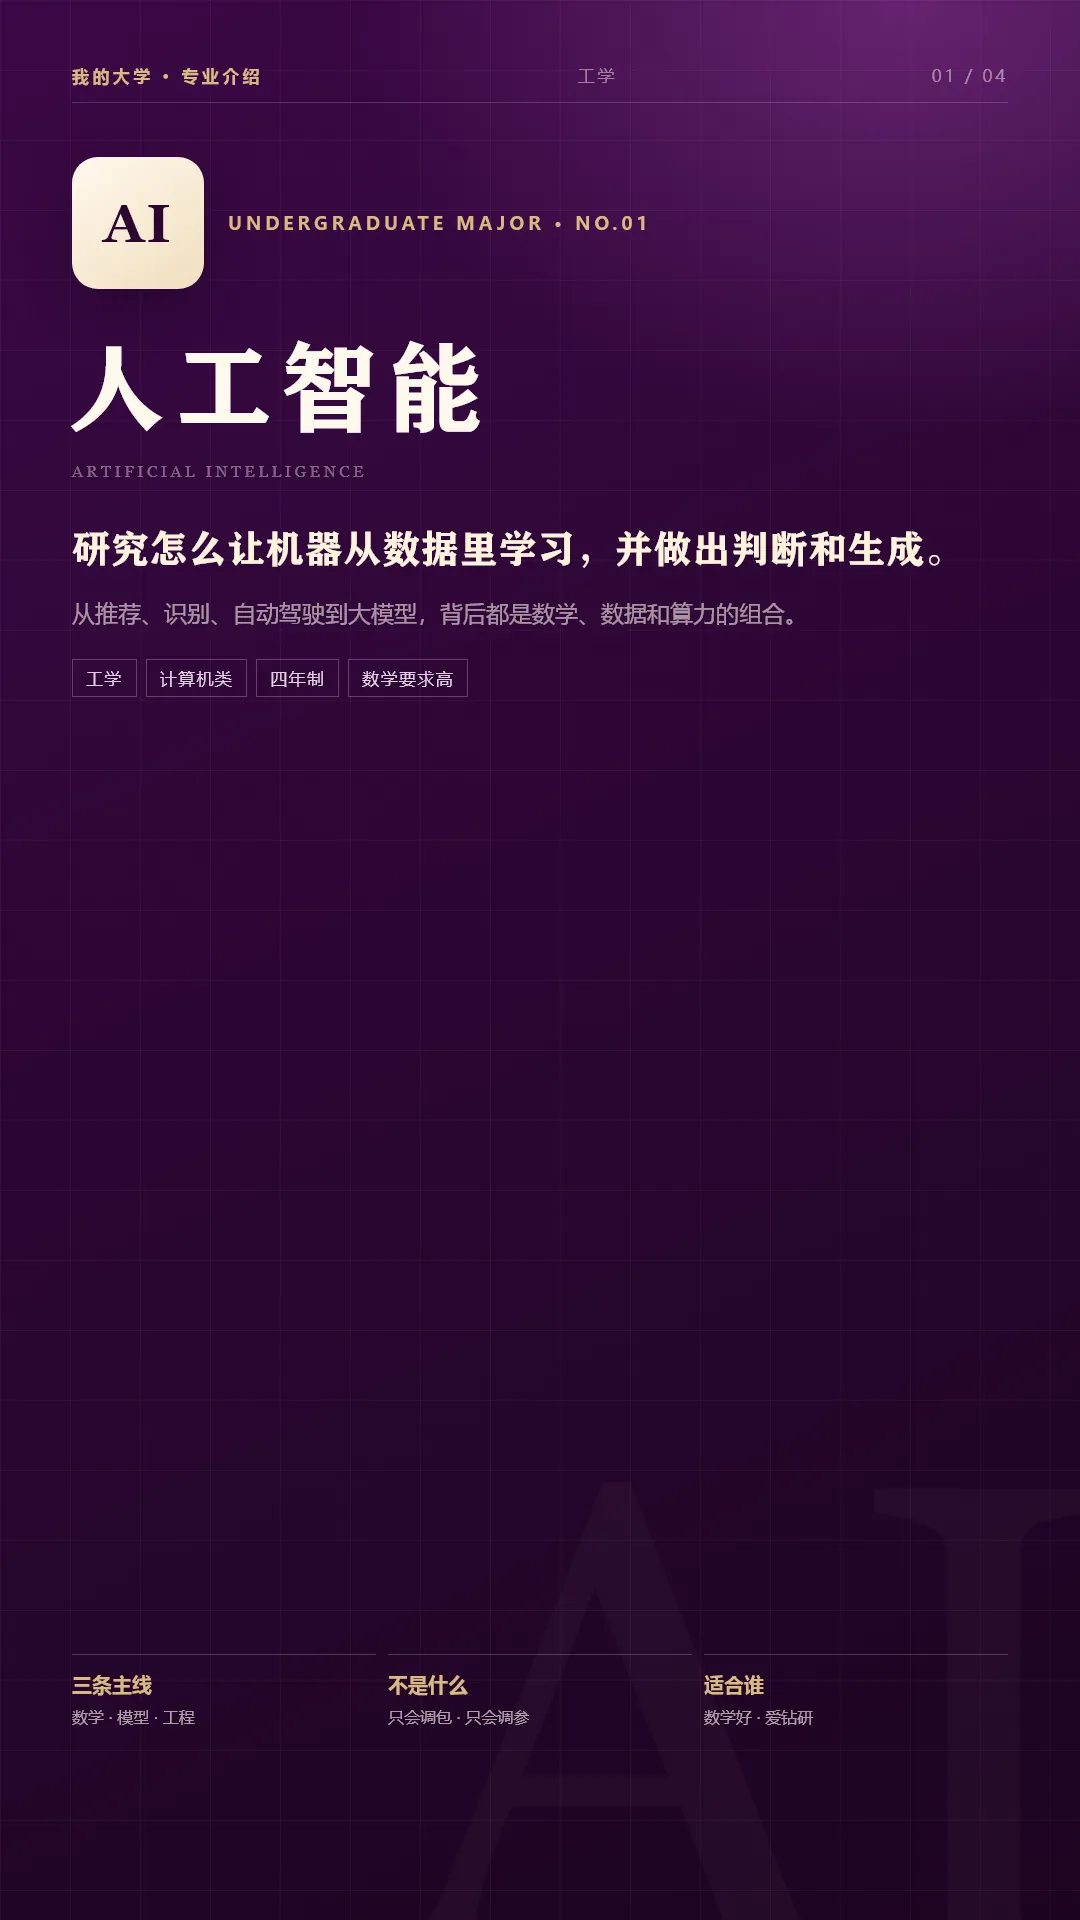 我的大学 · 专业介绍
工学
01 / 04
AI
UNDERGRADUATE MAJOR · NO.01
人工智能
ARTIFICIAL INTELLIGENCE
研究怎么让机器从数据里学习，并做出判断和生成。
从推荐、识别、自动驾驶到大模型，背后都是数学、数据和算力的组合。
工学
计算机类
四年制
数学要求高
AI
三条主线
数学 · 模型 · 工程
不是什么
只会调包 · 只会调参
适合谁
数学好 · 爱钻研